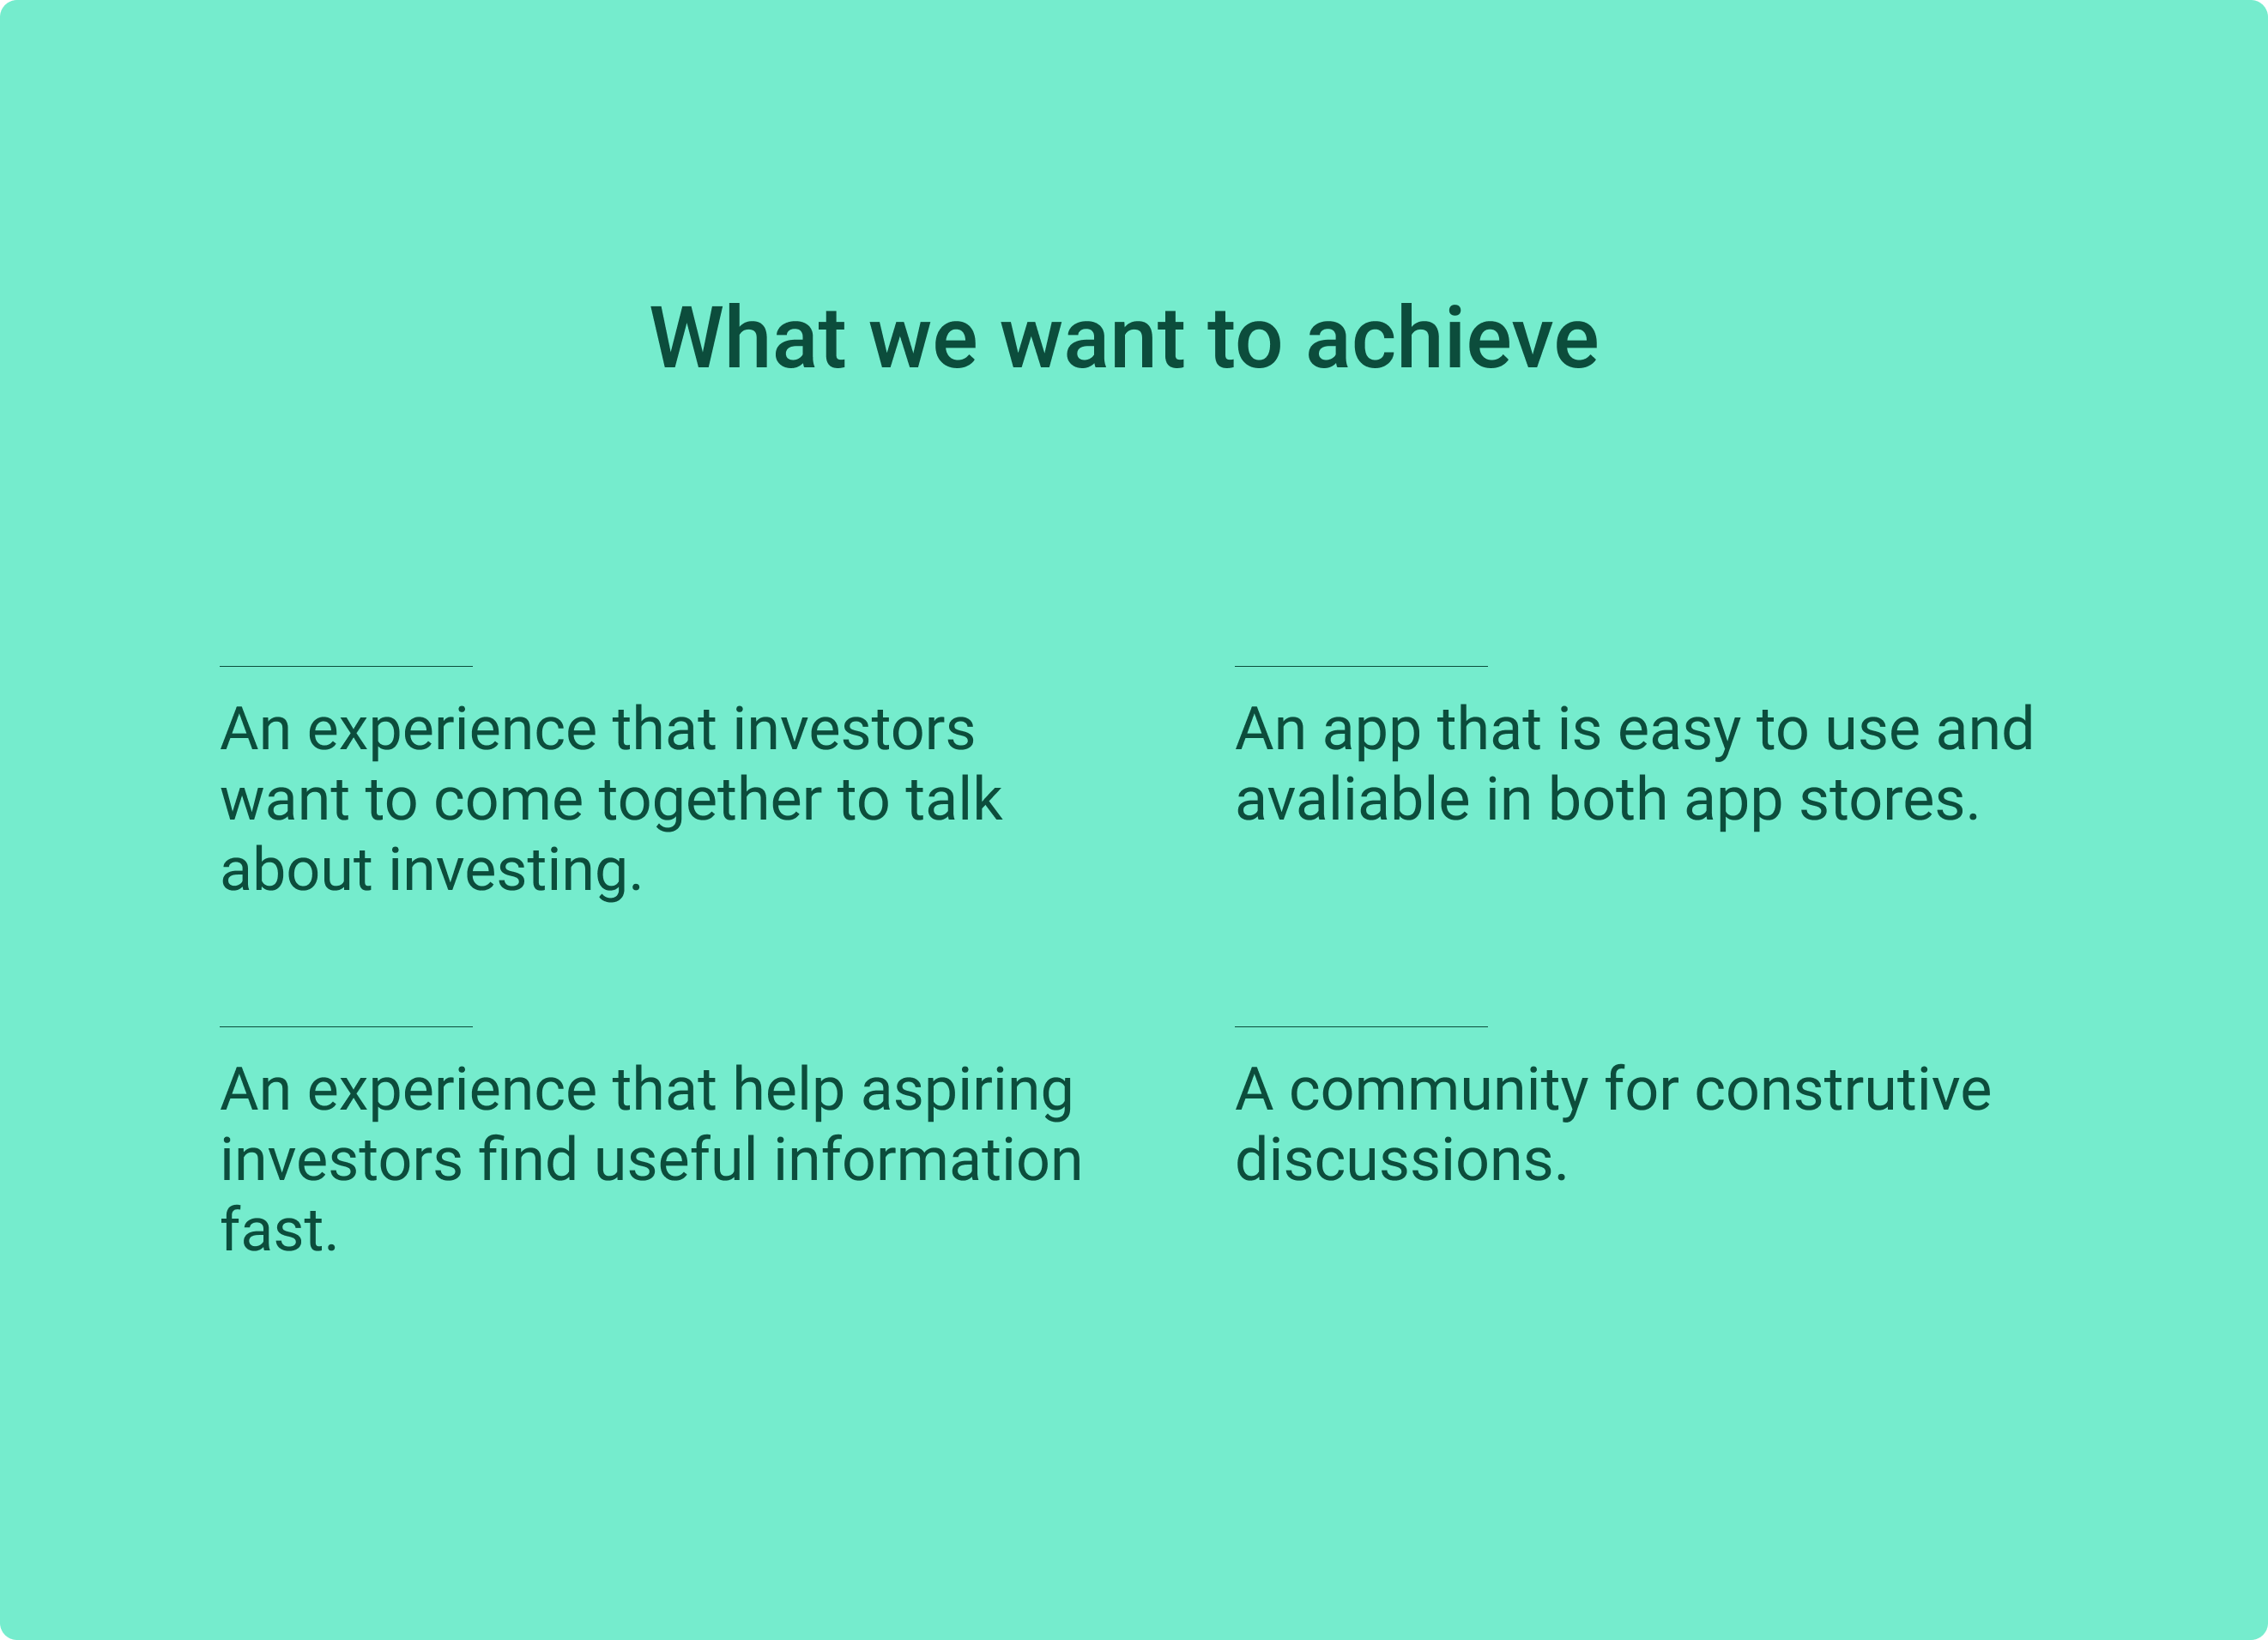 What we want to achieve
An experience that investors
want to come together to talk
about investing.
An app that is easy to use and
avaliable in both app stores.
An experience that help aspiring
investors find useful information
fast.
A community for construtive
discussions.